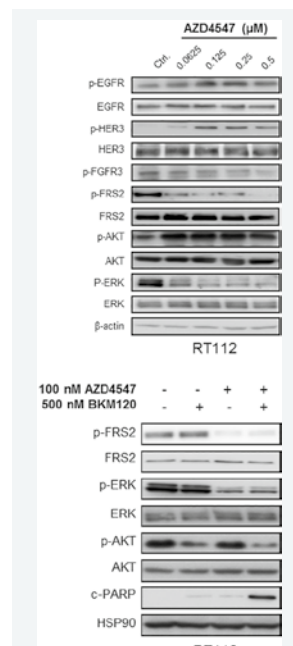 AZD4547 (μM)
Ctrl. 0.0625 0.125 0.25 0.5
p-EGFR
EGFR
p-HER3
HER3
p-FGFR3
p-FRS2
FRS2
p-AKT
AKT
P-ERK
ERK
β-actin
RT112
100 nM AZD4547 - - + +
500 nM BKM120 - + - +
p-FRS2
FRS2
p-ERK
ERK
p-AKT
AKT
c-PARP
HSP90